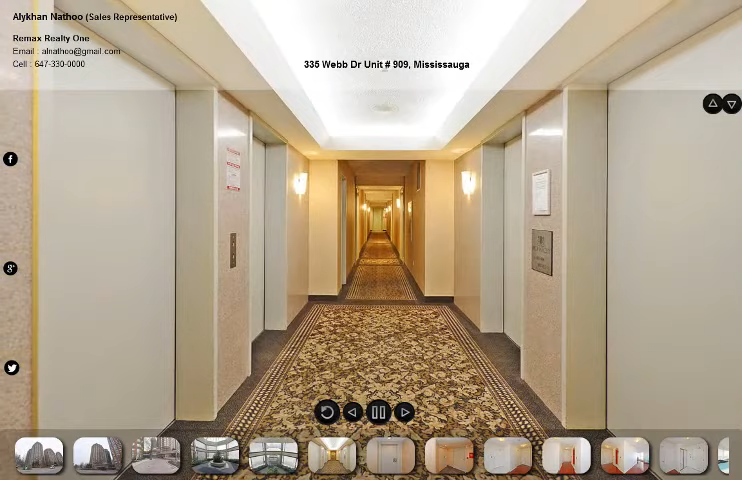 Alykhan Nathoo (Sales Representative)
Remax Realty One
Email : alnathoo@gmail.com
Cell : 647-330-0000
335 Webb Dr Unit # 909, Mississauga